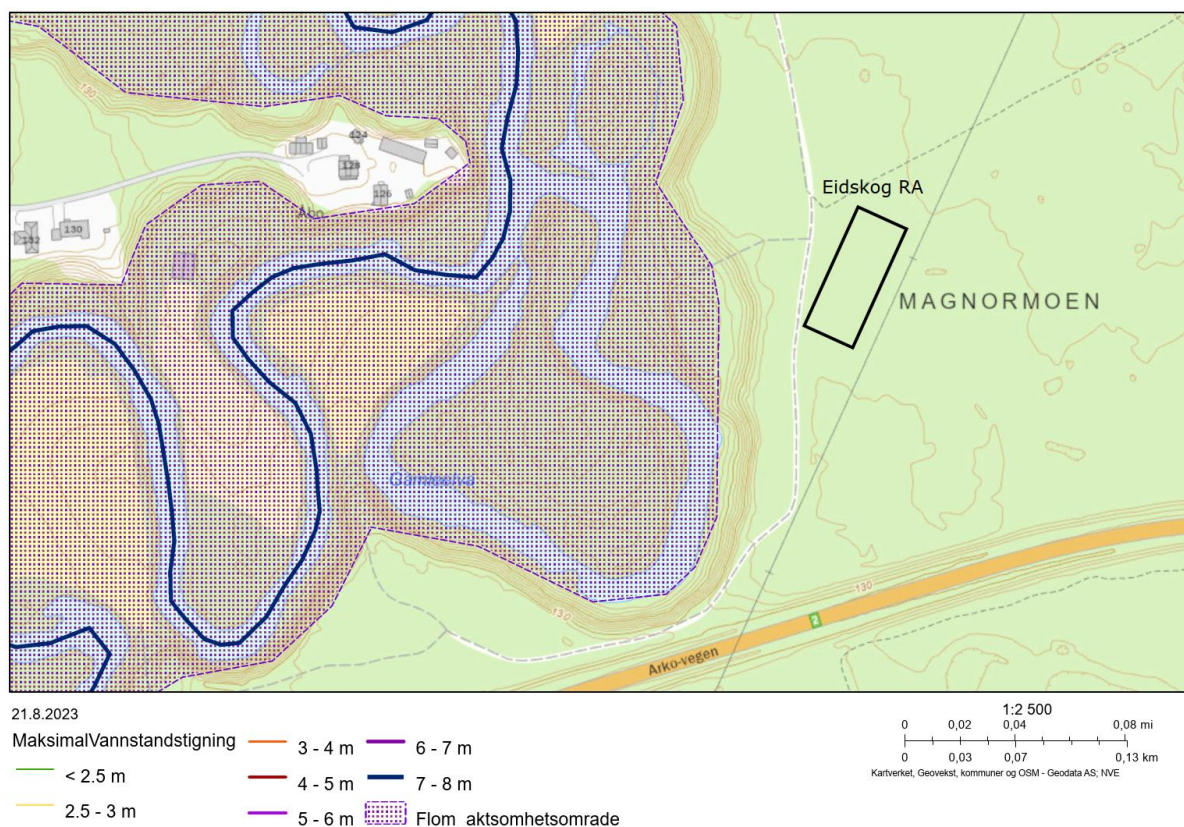 130
124
128
126
Åbo
130
132
Eidskog RA
MAGNORMOEN
Gamleelva
130
130
2
Arko-vegen
21.8.2023
MaksimalVannstandstigning
< 2.5 m
2.5 - 3 m
3 - 4 m
4 - 5 m
5 - 6 m
6 - 7 m
7 - 8 m
Flom_aktsomhetsomrade
1:2 500
0 0,02 0,04 0,08 mi
0 0,03 0,07 0,13 km
Kartverket, Geovekst, kommuner og OSM - Geodata AS; NVE